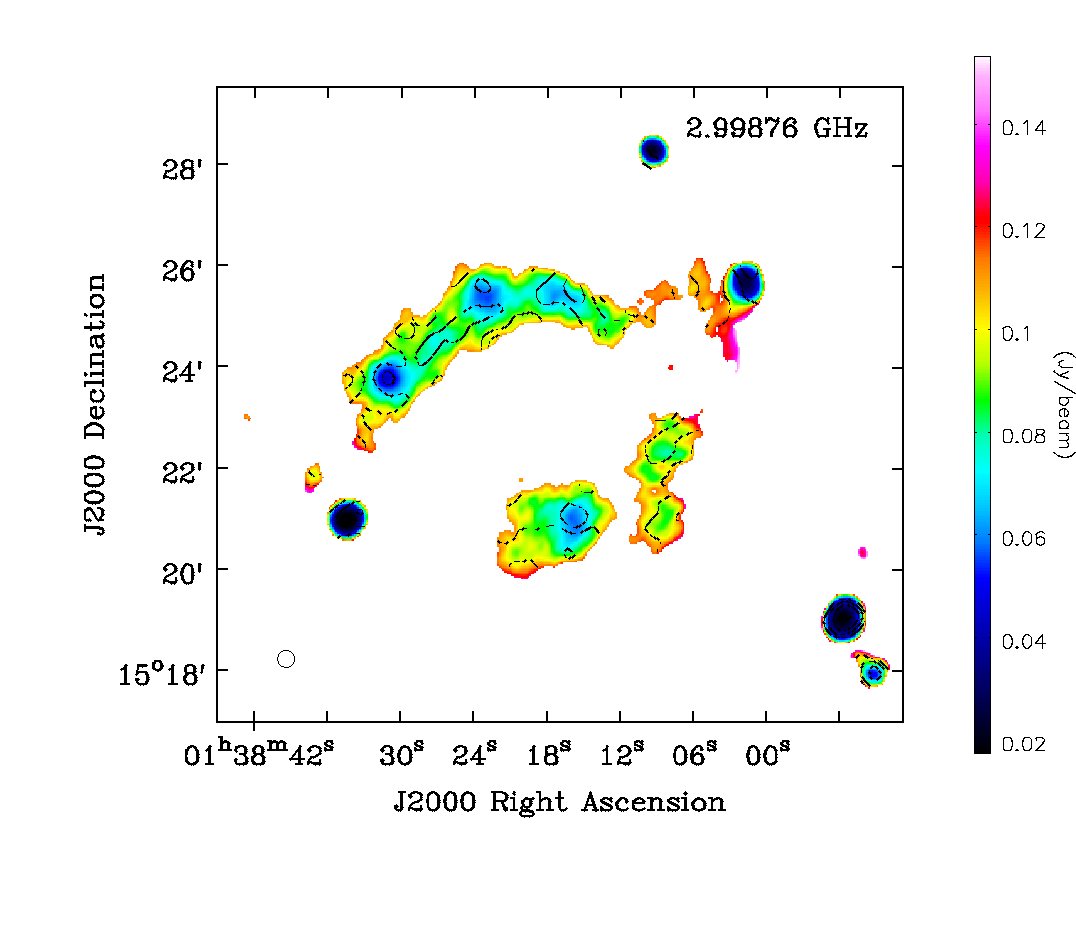 2.99876 GHz
28'
26'
24'
22'
20'
15°18'
J2000 Declination
01ʰ38ᵐ42ˢ 30ˢ 24ˢ 18ˢ 12ˢ 06ˢ 00ˢ
J2000 Right Ascension
0.14
0.12
0.1
0.08
0.06
0.04
0.02
(Jy/beam)